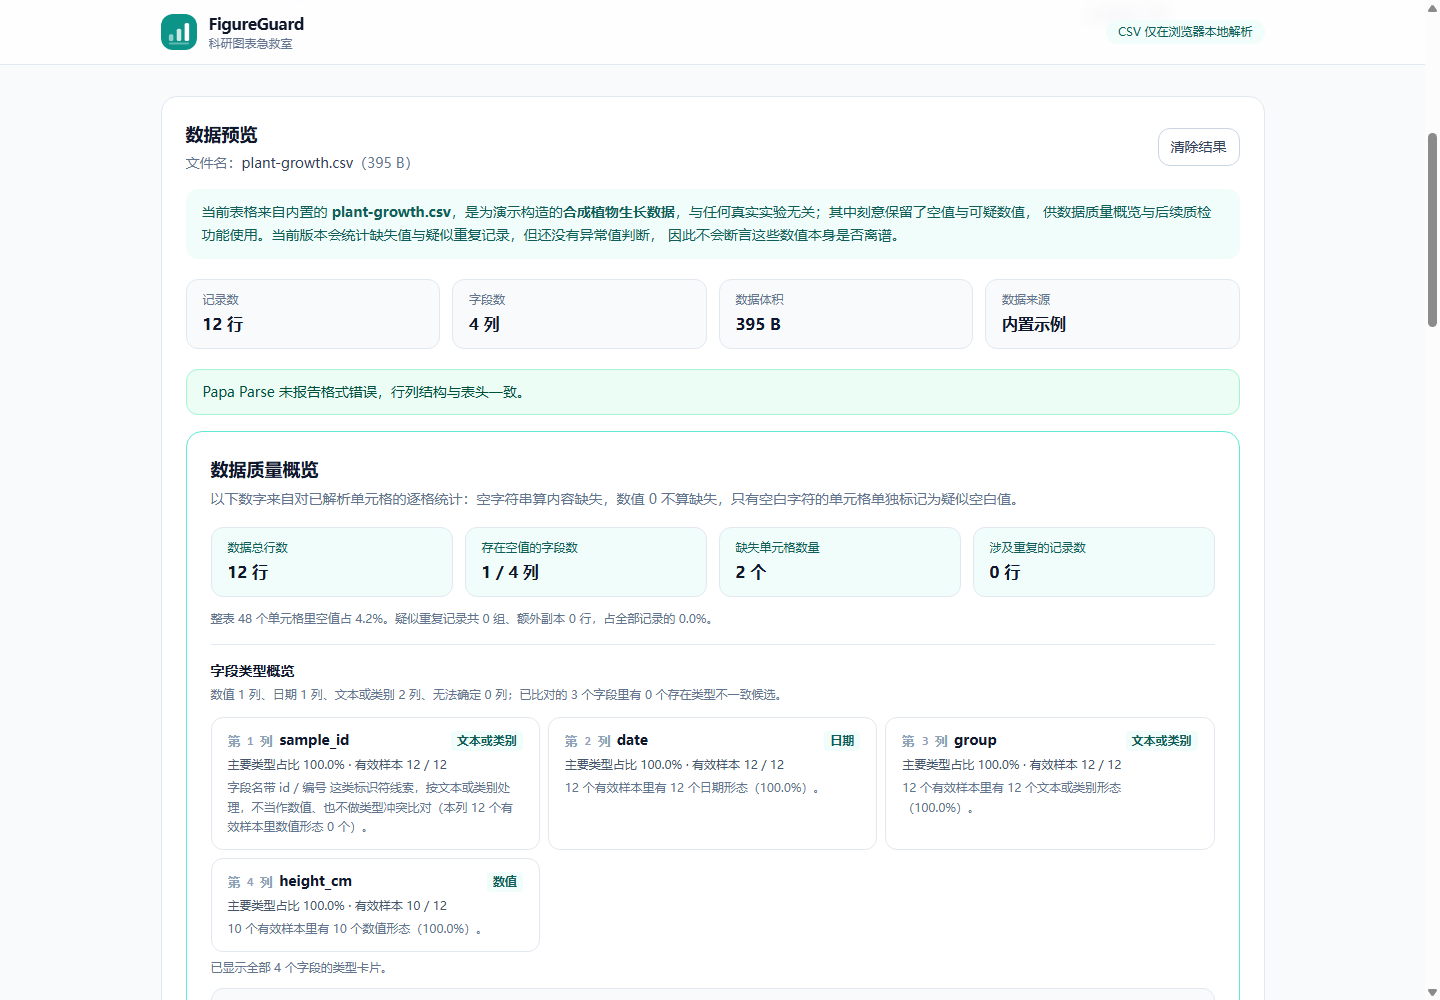 FigureGuard
科研图表急救室
CSV 仅在浏览器本地解析
数据预览
文件名：plant-growth.csv（395 B）
清除结果
当前表格来自内置的 plant-growth.csv，是为演示构造的合成植物生长数据，与任何真实实验无关；其中刻意保留了空值与可疑数值， 供数据质量概览与后续质检
功能使用。当前版本会统计缺失值与疑似重复记录，但还没有异常值判断， 因此不会断言这些数值本身是否离谱。
记录数
12 行
字段数
4 列
数据体积
395 B
数据来源
内置示例
Papa Parse 未报告格式错误，行列结构与表头一致。
数据质量概览
以下数字来自对已解析单元格的逐格统计：空字符串算内容缺失，数值 0 不算缺失，只有空白字符的单元格单独标记为疑似空白值。
数据总行数
12 行
存在空值的字段数
1 / 4 列
缺失单元格数量
2 个
涉及重复的记录数
0 行
整表 48 个单元格里空值占 4.2%。疑似重复记录共 0 组、额外副本 0 行，占全部记录的 0.0%。
字段类型概览
数值 1 列、日期 1 列、文本或类别 2 列、无法确定 0 列；已比对的 3 个字段里有 0 个存在类型不一致候选。
第 1 列 sample_id 文本或类别
主要类型占比 100.0% · 有效样本 12 / 12
字段名带 id / 编号 这类标识符线索，按文本或类别处
理，不当作数值、也不做类型冲突比对（本列 12 个有
效样本里数值形态 0 个）。
第 2 列 date 日期
主要类型占比 100.0% · 有效样本 12 / 12
12 个有效样本里有 12 个日期形态（100.0%）。
第 3 列 group 文本或类别
主要类型占比 100.0% · 有效样本 12 / 12
12 个有效样本里有 12 个文本或类别形态
（100.0%）。
第 4 列 height_cm 数值
主要类型占比 100.0% · 有效样本 10 / 12
10 个有效样本里有 10 个数值形态（100.0%）。
已显示全部 4 个字段的类型卡片。